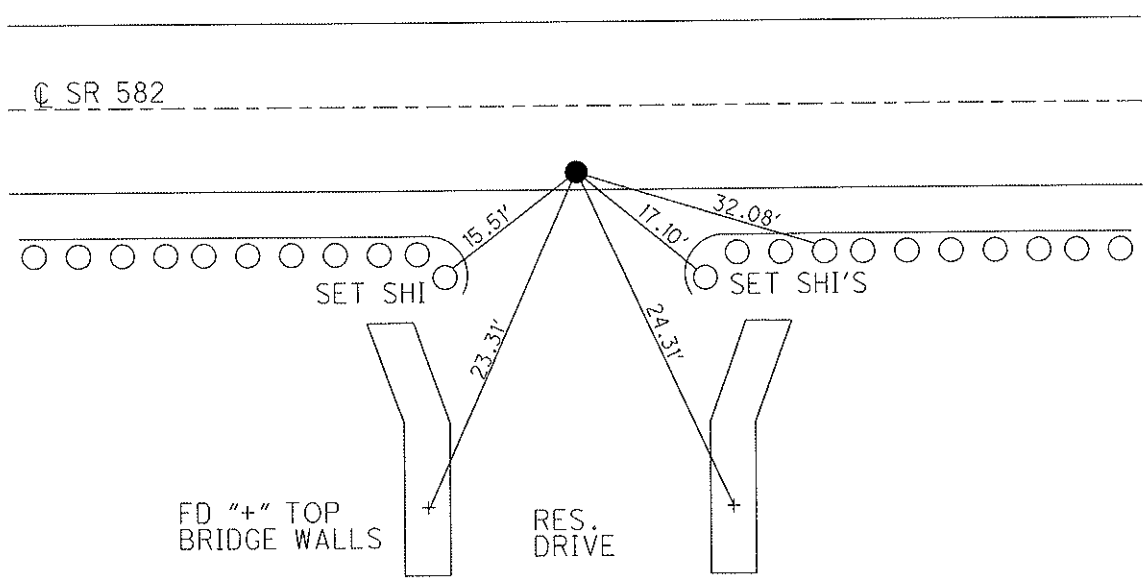 ℄ SR 582
15.51'
17.10'
32.08'
SET SHI
SET SHI'S
23.31'
24.31'
FD "+" TOP
BRIDGE WALLS
RES.
DRIVE